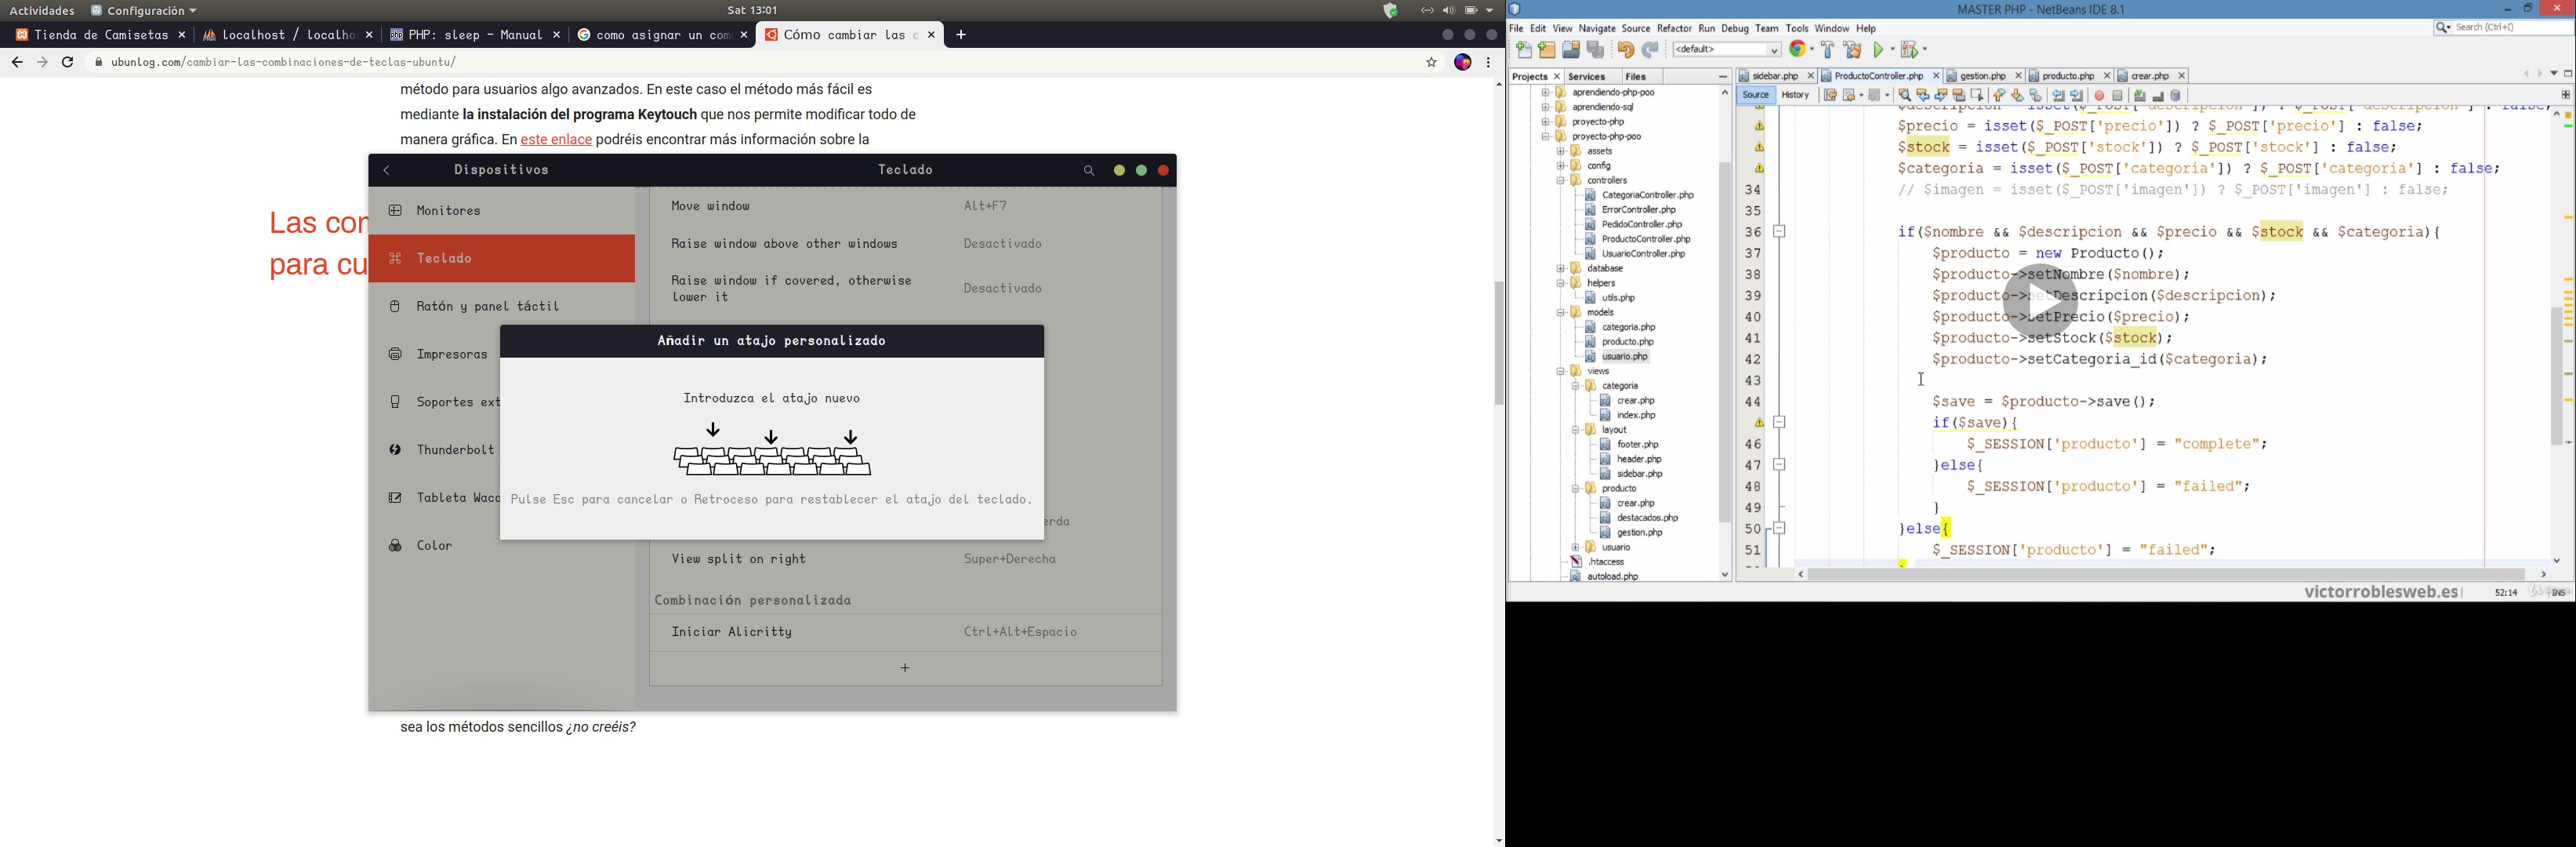 Actividades
Configuración
Sat 13:01
Tienda de Camisetas
localhost / localho
PHP: sleep - Manual
como asignar un com
Cómo cambiar las c
ubunlog.com/cambiar-las-combinaciones-de-teclas-ubuntu/
método para usuarios algo avanzados. En este caso el método más fácil es
mediante la instalación del programa Keytouch que nos permite modificar todo de
manera gráfica. En este enlace podréis encontrar más información sobre la
Las con
para cu
Dispositivos
Teclado
Monitores
Teclado
Ratón y panel táctil
Impresoras
Soportes ext
Thunderbolt
Tableta Waco
Color
Move window Alt+F7
Raise window above other windows Desactivado
Raise window if covered, otherwise
lower it Desactivado
Añadir un atajo personalizado
Introduzca el atajo nuevo
Pulse Esc para cancelar o Retroceso para restablecer el atajo del teclado.
erda
View split on right Super+Derecha
Combinación personalizada
Iniciar Alicritty Ctrl+Alt+Espacio
+
sea los métodos sencillos ¿no creéis?
MASTER PHP - NetBeans IDE 8.1
File Edit View Navigate Source Refactor Run Debug Team Tools Window Help
Search (Ctrl+I)
<default>
Projects Services Files
sidebar.php ProductoController.php gestion.php producto.php crear.php
Source History
aprendiendo-php-poo
aprendiendo-sql
proyecto-php
proyecto-php-poo
assets
config
controllers
CategoriaController.php
ErrorController.php
PedidoController.php
ProductoController.php
UsuarioController.php
database
helpers
utils.php
models
categoria.php
producto.php
usuario.php
views
categoria
crear.php
index.php
layout
footer.php
header.php
sidebar.php
producto
crear.php
destacados.php
gestion.php
usuario
.htaccess
autoload.php
$descripcion = isset($_POST['descripcion']) ? $_POST['descripcion'] : false;
$precio = isset($_POST['precio']) ? $_POST['precio'] : false;
$stock = isset($_POST['stock']) ? $_POST['stock'] : false;
$categoria = isset($_POST['categoria']) ? $_POST['categoria'] : false;
34 // $imagen = isset($_POST['imagen']) ? $_POST['imagen'] : false;
35
36 if($nombre && $descripcion && $precio && $stock && $categoria){
37 $producto = new Producto();
38 $producto->setNombre($nombre);
39 $producto->setDescripcion($descripcion);
40 $producto->setPrecio($precio);
41 $producto->setStock($stock);
42 $producto->setCategoria_id($categoria);
43
44 $save = $producto->save();
if($save){
46 $_SESSION['producto'] = "complete";
47 }else{
48 $_SESSION['producto'] = "failed";
49 }
50 }else{
51 $_SESSION['producto'] = "failed";
victorroblesweb.es
52:14
INS